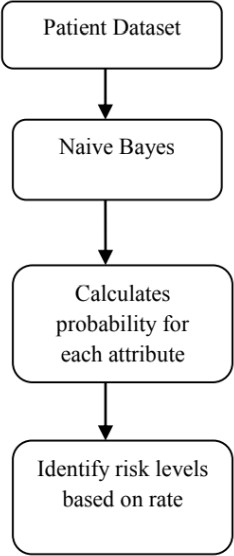 Patient Dataset
Naive Bayes
Calculates
probability for
each attribute
Identify risk levels
based on rate